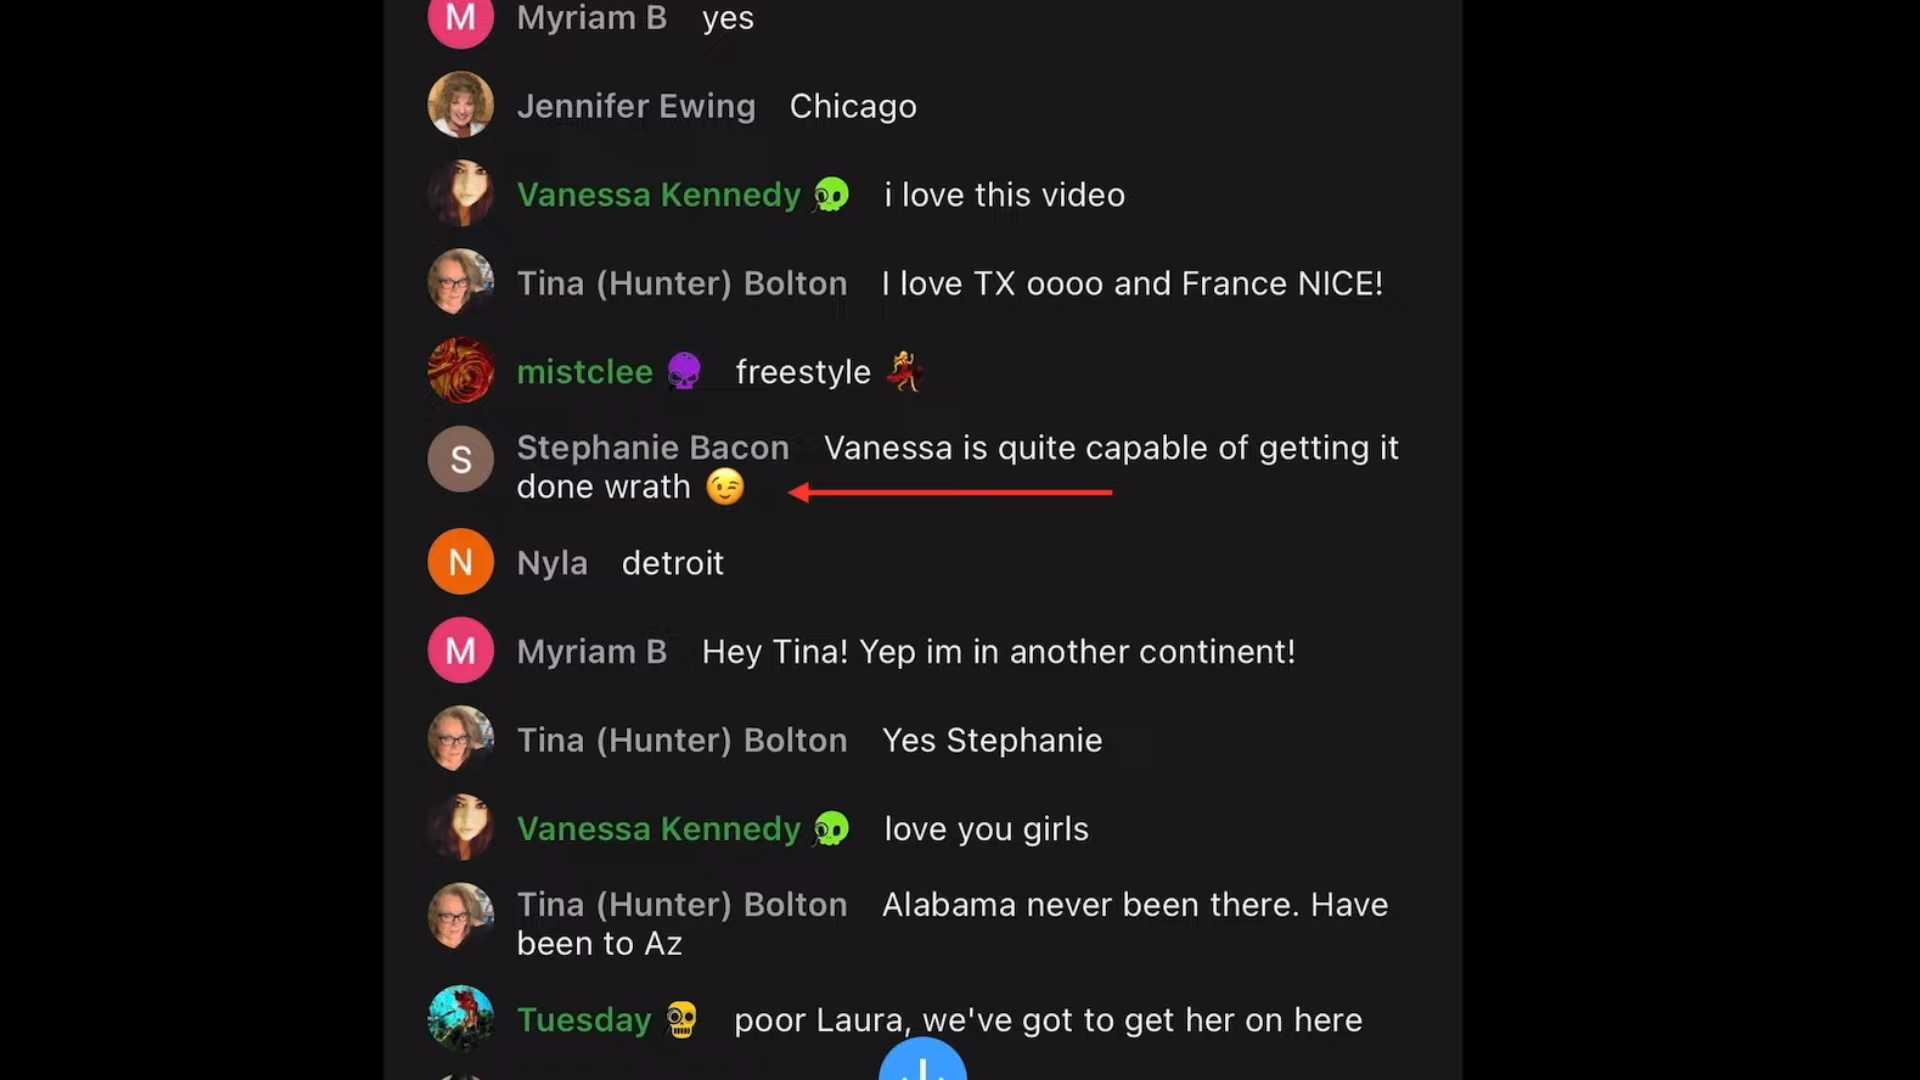 M Myriam B yes
Jennifer Ewing Chicago
Vanessa Kennedy i love this video
Tina (Hunter) Bolton I love TX oooo and France NICE!
mistclee freestyle 💃
S Stephanie Bacon Vanessa is quite capable of getting it
done wrath 😉
N Nyla detroit
M Myriam B Hey Tina! Yep im in another continent!
Tina (Hunter) Bolton Yes Stephanie
Vanessa Kennedy love you girls
Tina (Hunter) Bolton Alabama never been there. Have
been to Az
Tuesday poor Laura, we've got to get her on here